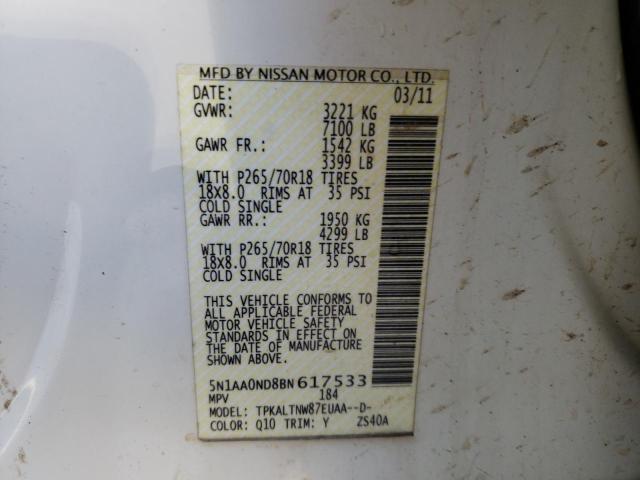 MFD BY NISSAN MOTOR CO., LTD.
DATE: 03/11
GVWR: 3221 KG
7100 LB
GAWR FR.: 1542 KG
3399 LB
WITH P265/70R18 TIRES
18X8.0 RIMS AT 35 PSI
COLD SINGLE
GAWR RR.: 1950 KG
4299 LB
WITH P265/70R18 TIRES
18X8.0 RIMS AT 35 PSI
COLD SINGLE
THIS VEHICLE CONFORMS TO
ALL APPLICABLE FEDERAL
MOTOR VEHICLE SAFETY
STANDARDS IN EFFECT ON
THE DATE OF MANUFACTURE
SHOWN ABOVE.
5N1AA0ND8BN617533
MPV 184
MODEL: TPKALTNW87EUAA--D-
COLOR: Q10 TRIM: Y ZS40A